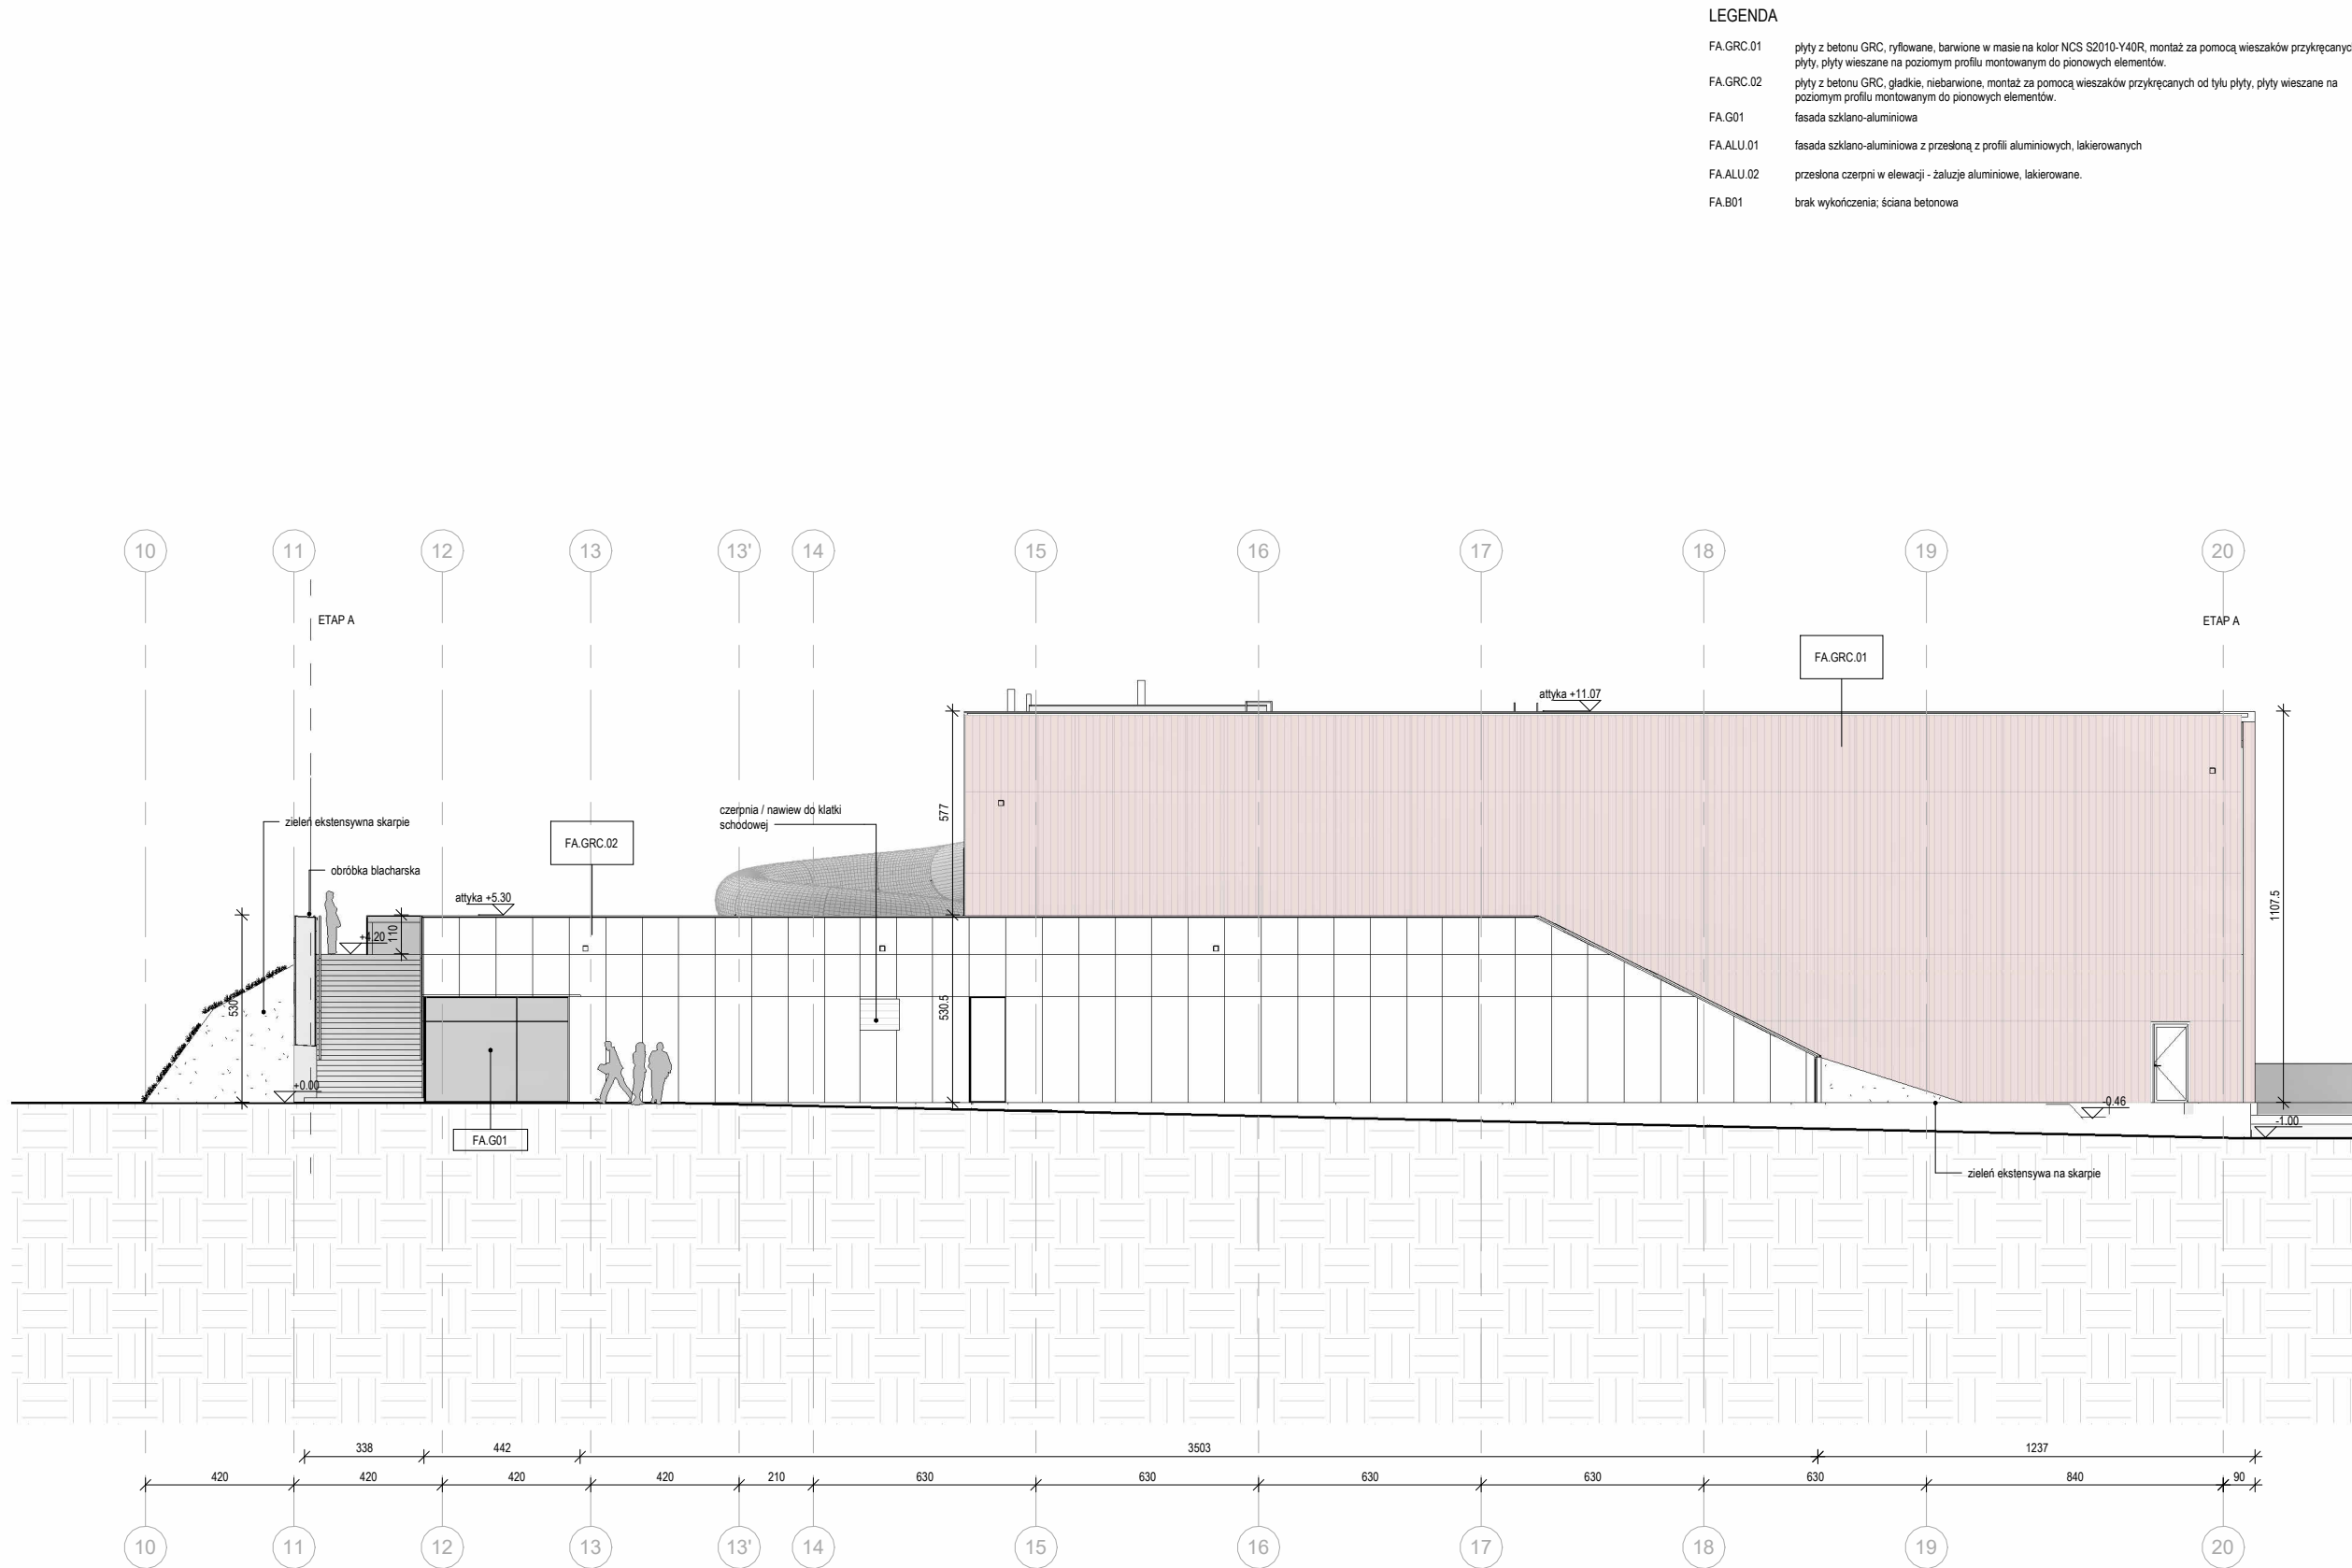 LEGENDA
FA.GRC.01 płyty z betonu GRC, ryflowane, barwione w masie na kolor NCS S2010-Y40R, montaż za pomocą wieszaków
płyty, płyty wieszane na poziomym profilu montowanym do pionowych elementów.
FA.GRC.02 płyty z betonu GRC, gładkie, niebarwione, montaż za pomocą wieszaków przykręcanych od tyłu płyty, płyty wieszane na
poziomym profilu montowanym do pionowych elementów.
FA.G01 fasada szklano-aluminiowa
FA.ALU.01 fasada szklano-aluminiowa z przesłoną z profili aluminiowych, lakierowanych
FA.ALU.02 przesłona czerpni w elewacji - żaluzje aluminiowe, lakierowane.
FA.B01 brak wykończenia; ściana betonowa
10 11 12 13 13' 14 15 16 17 18 19 20
ETAP A ETAP A
FA.GRC.01
attyka +11.07
577
czerpnia / nawiew do klatki
schodowej
zieleń ekstensywna skarpie
FA.GRC.02
obróbka blacharska
attyka +5.30
1107.5
+4.20
110
530
530.5
+0.00
-0.46
-1.00
FA.G01
zieleń ekstensywa na skarpie
338 442 3503 1237
420 420 420 420 210 630 630 630 630 630 840 90
10 11 12 13 13' 14 15 16 17 18 19 20